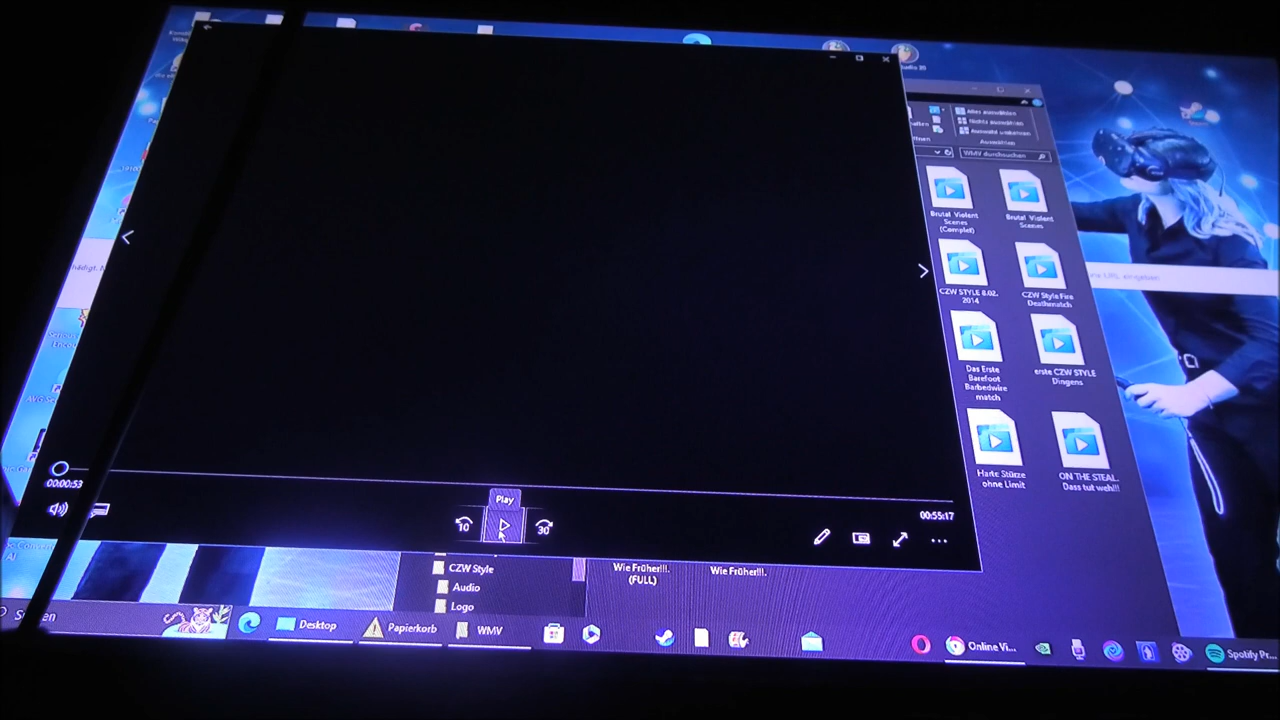 Alles auswählen
Nichts auswählen
Auswahl umkehren
Auswählen
WMV durchsuchen
Brutal Violent
Scenes
(Complet)
Brutal Violent
Scenes
CZW STYLE 8.02.
2014
CZW Style Fire
Deathmatch
Das Erste
Barefoot
Barbedwire
match
erste CZW STYLE
Dingens
Harte Stürze
ohne Limit
ON THE STEAL.
Dass tut weh!!!
00:00:53
00:55:17
Play
10
30
CZW Style
Audio
Logo
Wie Früher!!!.
(FULL)
Wie Früher!!!.
Desktop
Papierkorb
WMV
Online Vi...
Spotify Pr...